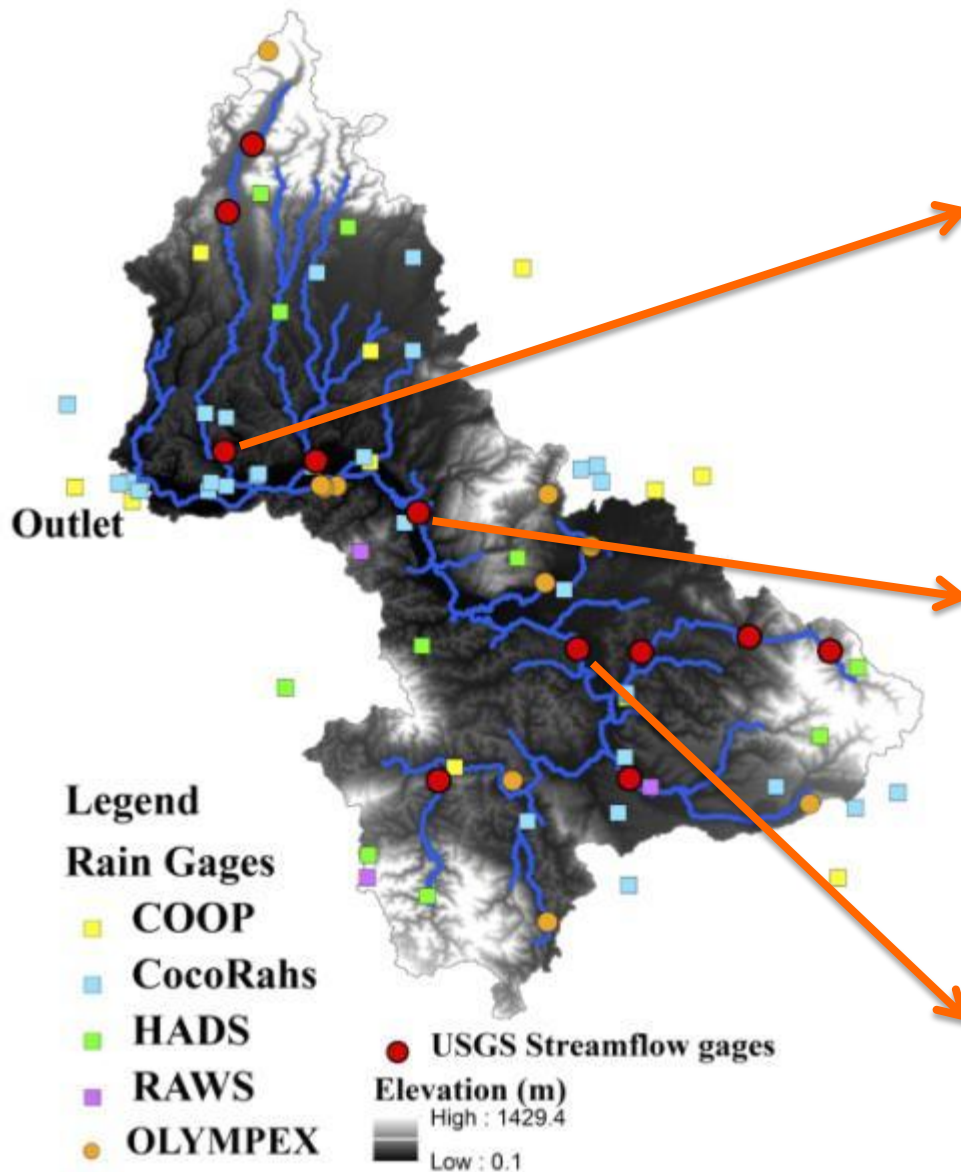 Outlet
Legend
Rain Gages
COOP
CocoRahs
HADS
RAWS
OLYMPEX
USGS Streamflow gages
Elevation (m)
High : 1429.4
Low : 0.1